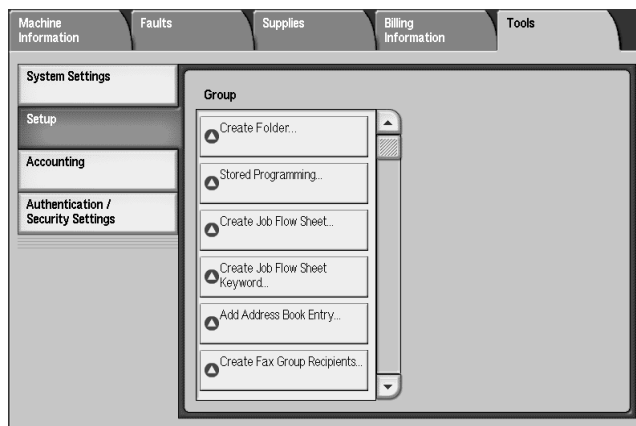 Machine
Information
Faults
Supplies
Billing
Information
Tools
System Settings
Setup
Accounting
Authentication /
Security Settings
Group
Create Folder...
Stored Programming...
Create Job Flow Sheet...
Create Job Flow Sheet
Keyword...
Add Address Book Entry...
Create Fax Group Recipients...